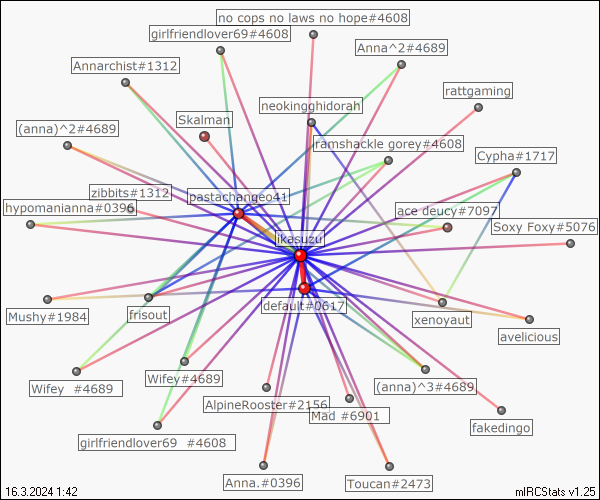 no cops no laws no hope#4608
girlfriendlover69#4608
Anna^2#4689
Annarchist#1312
rattgaming
neokingghidorah
Skalman
(anna)^2#4689
ramshackle gorey#4608
Cypha#1717
zibbits#1312
pastachangeo41
hypomanianna#0396
ace deucy#7097
Soxy Foxy#5076
ikasuzu
default#0617
Mushy#1984
frisout
xenoyaut
avelicious
Wifey #4689
Wifey#4689
(anna)^3#4689
AlpineRooster#2156
Mad #6901
fakedingo
girlfriendlover69 #4608
Anna.#0396
Toucan#2473
16.3.2024 1:42
mIRCStats v1.25